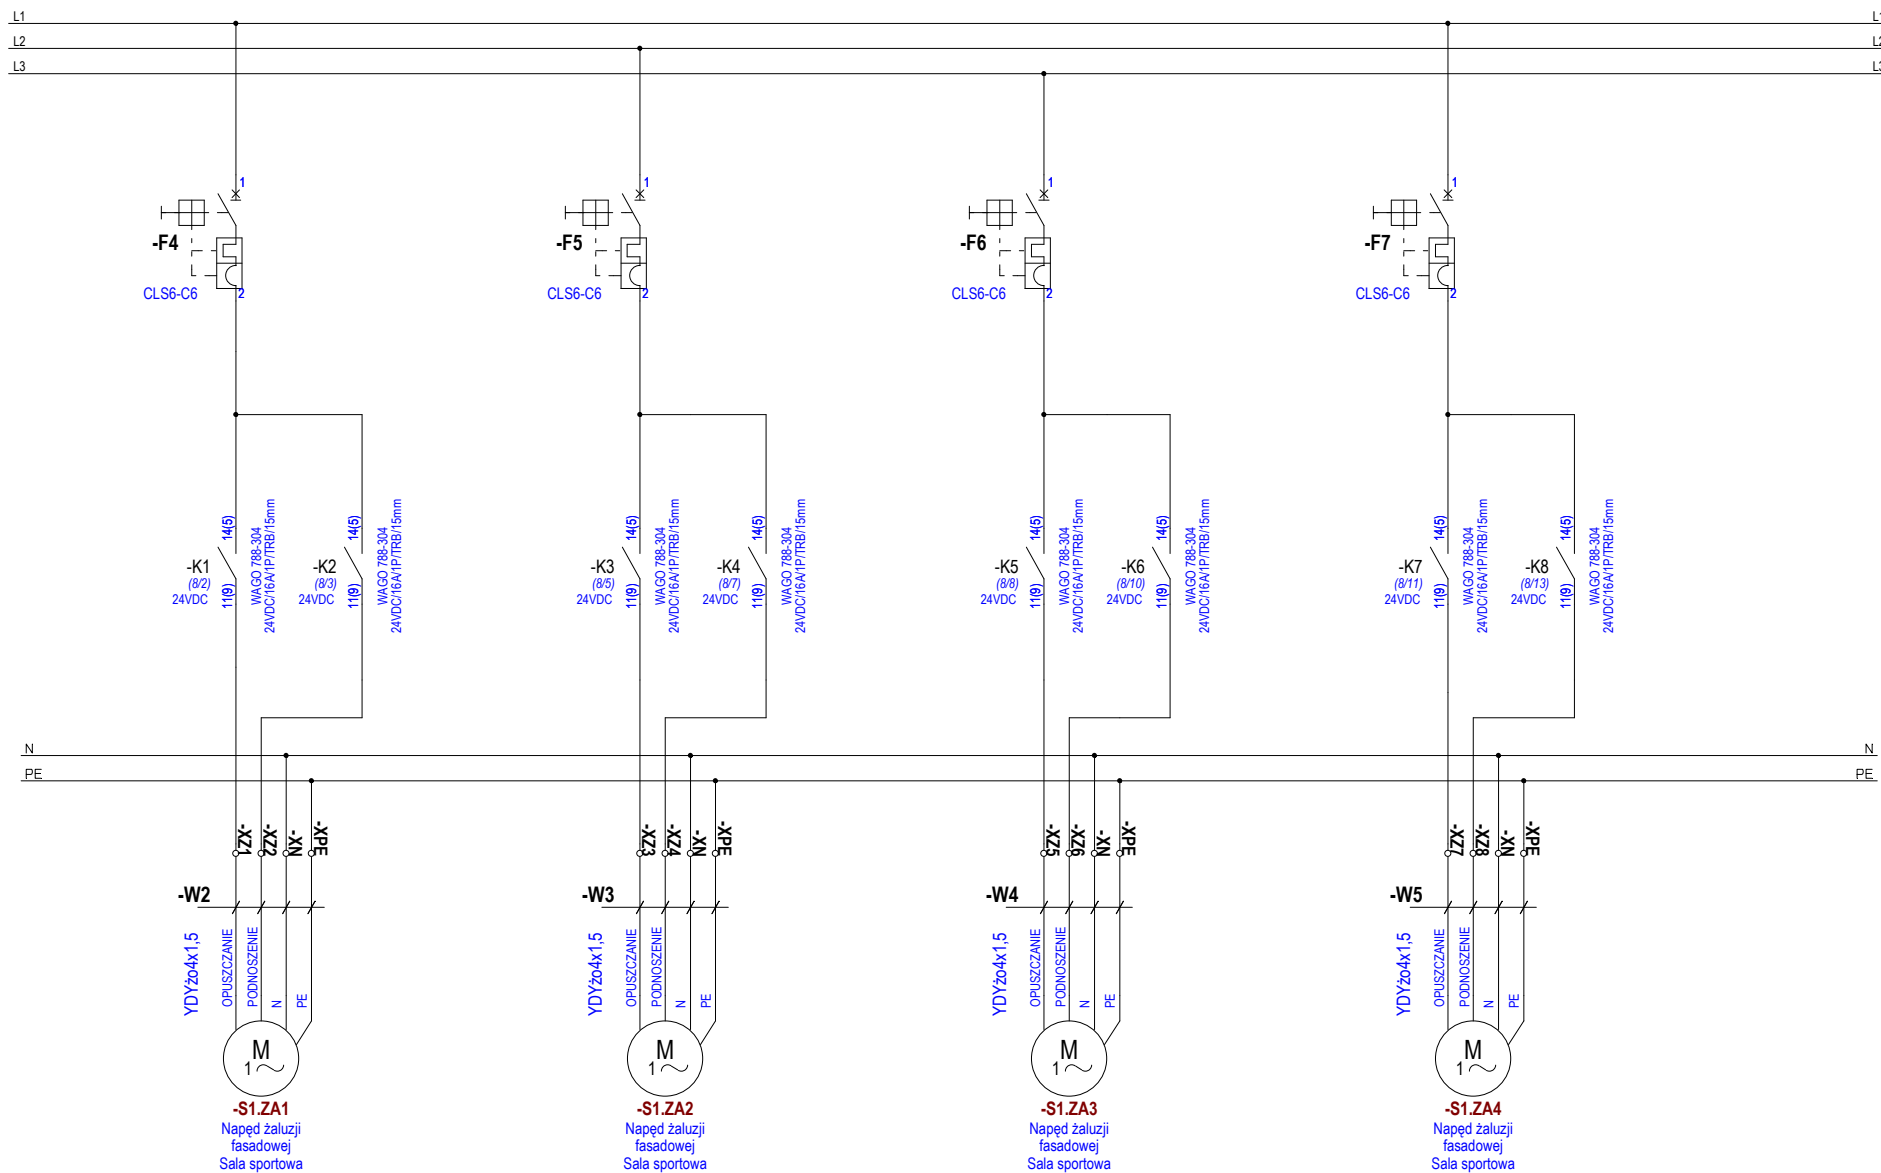 L1
L1
L2
L2
L3
L3
1
-F4
CLS6-C6
2
1
-F5
CLS6-C6
2
1
-F6
CLS6-C6
2
1
-F7
CLS6-C6
2
14(5)
-K1
(8/2)
24VDC
11(9)
WAGO 788-304
24VDC/16A/1P/TRB/15mm
14(5)
-K2
(8/3)
24VDC
11(9)
WAGO 788-304
24VDC/16A/1P/TRB/15mm
14(5)
-K3
(8/5)
24VDC
11(9)
WAGO 788-304
24VDC/16A/1P/TRB/15mm
14(5)
-K4
(8/7)
24VDC
11(9)
WAGO 788-304
24VDC/16A/1P/TRB/15mm
14(5)
-K5
(8/8)
24VDC
11(9)
WAGO 788-304
24VDC/16A/1P/TRB/15mm
14(5)
-K6
(8/10)
24VDC
11(9)
WAGO 788-304
24VDC/16A/1P/TRB/15mm
14(5)
-K7
(8/11)
24VDC
11(9)
WAGO 788-304
24VDC/16A/1P/TRB/15mm
14(5)
-K8
(8/13)
24VDC
11(9)
WAGO 788-304
24VDC/16A/1P/TRB/15mm
N
N
PE
PE
-XZ1
-XZ2
-XN
-XPE
-XZ3
-XZ4
-XN
-XPE
-XZ5
-XZ6
-XN
-XPE
-XZ7
-XZ8
-XN
-XPE
-W2
YDYżo4x1,5
OPUSZCZANIE
PODNOSZENIE
N
PE
-W3
YDYżo4x1,5
OPUSZCZANIE
PODNOSZENIE
N
PE
-W4
YDYżo4x1,5
OPUSZCZANIE
PODNOSZENIE
N
PE
-W5
YDYżo4x1,5
OPUSZCZANIE
PODNOSZENIE
N
PE
M
1
-S1.ZA1
Napęd żaluzji
fasadowej
Sala sportowa
M
1
-S1.ZA2
Napęd żaluzji
fasadowej
Sala sportowa
M
1
-S1.ZA3
Napęd żaluzji
fasadowej
Sala sportowa
M
1
-S1.ZA4
Napęd żaluzji
fasadowej
Sala sportowa